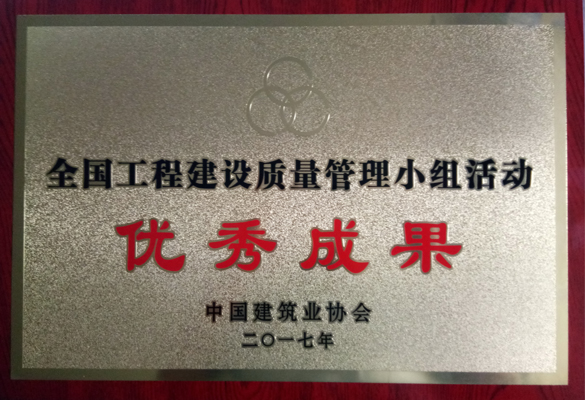 全国工程建设质量管理小组活动
优秀成果
中国建筑业协会
二〇一七年